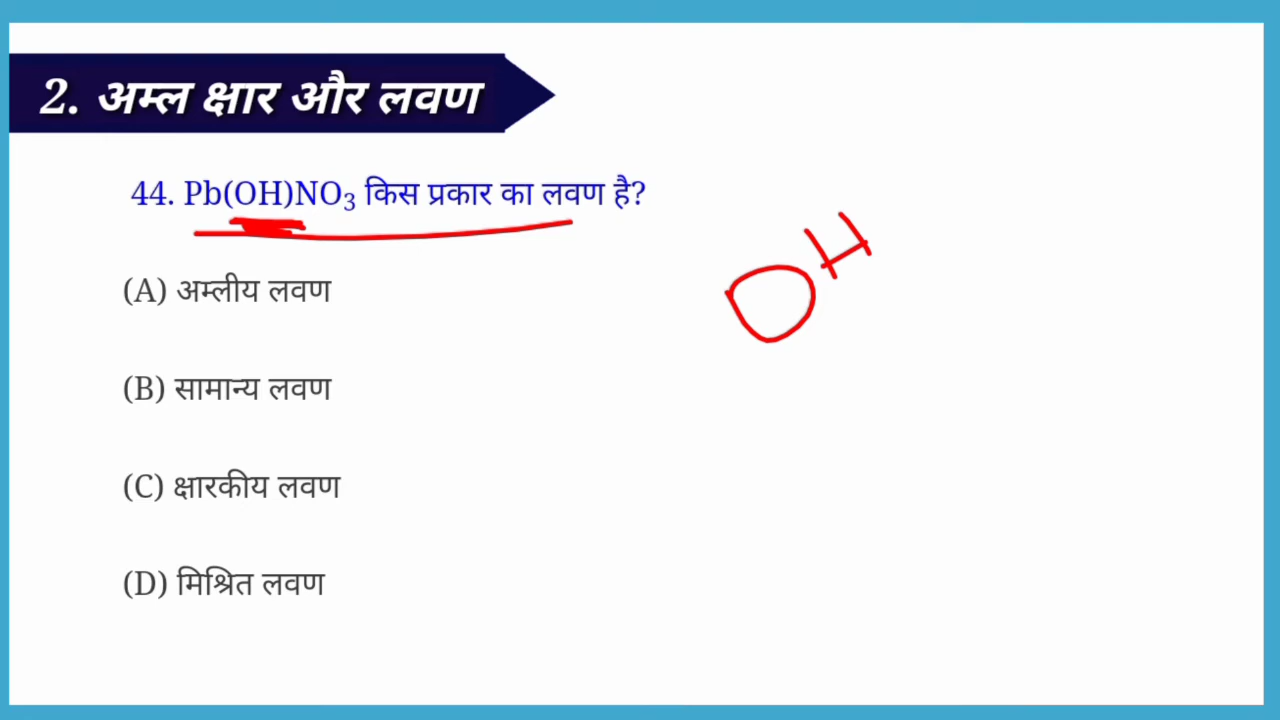 2. अम्ल क्षार और लवण
44. Pb(OH)NO₃ किस प्रकार का लवण है?
OH
(A) अम्लीय लवण
(B) सामान्य लवण
(C) क्षारकीय लवण
(D) मिश्रित लवण